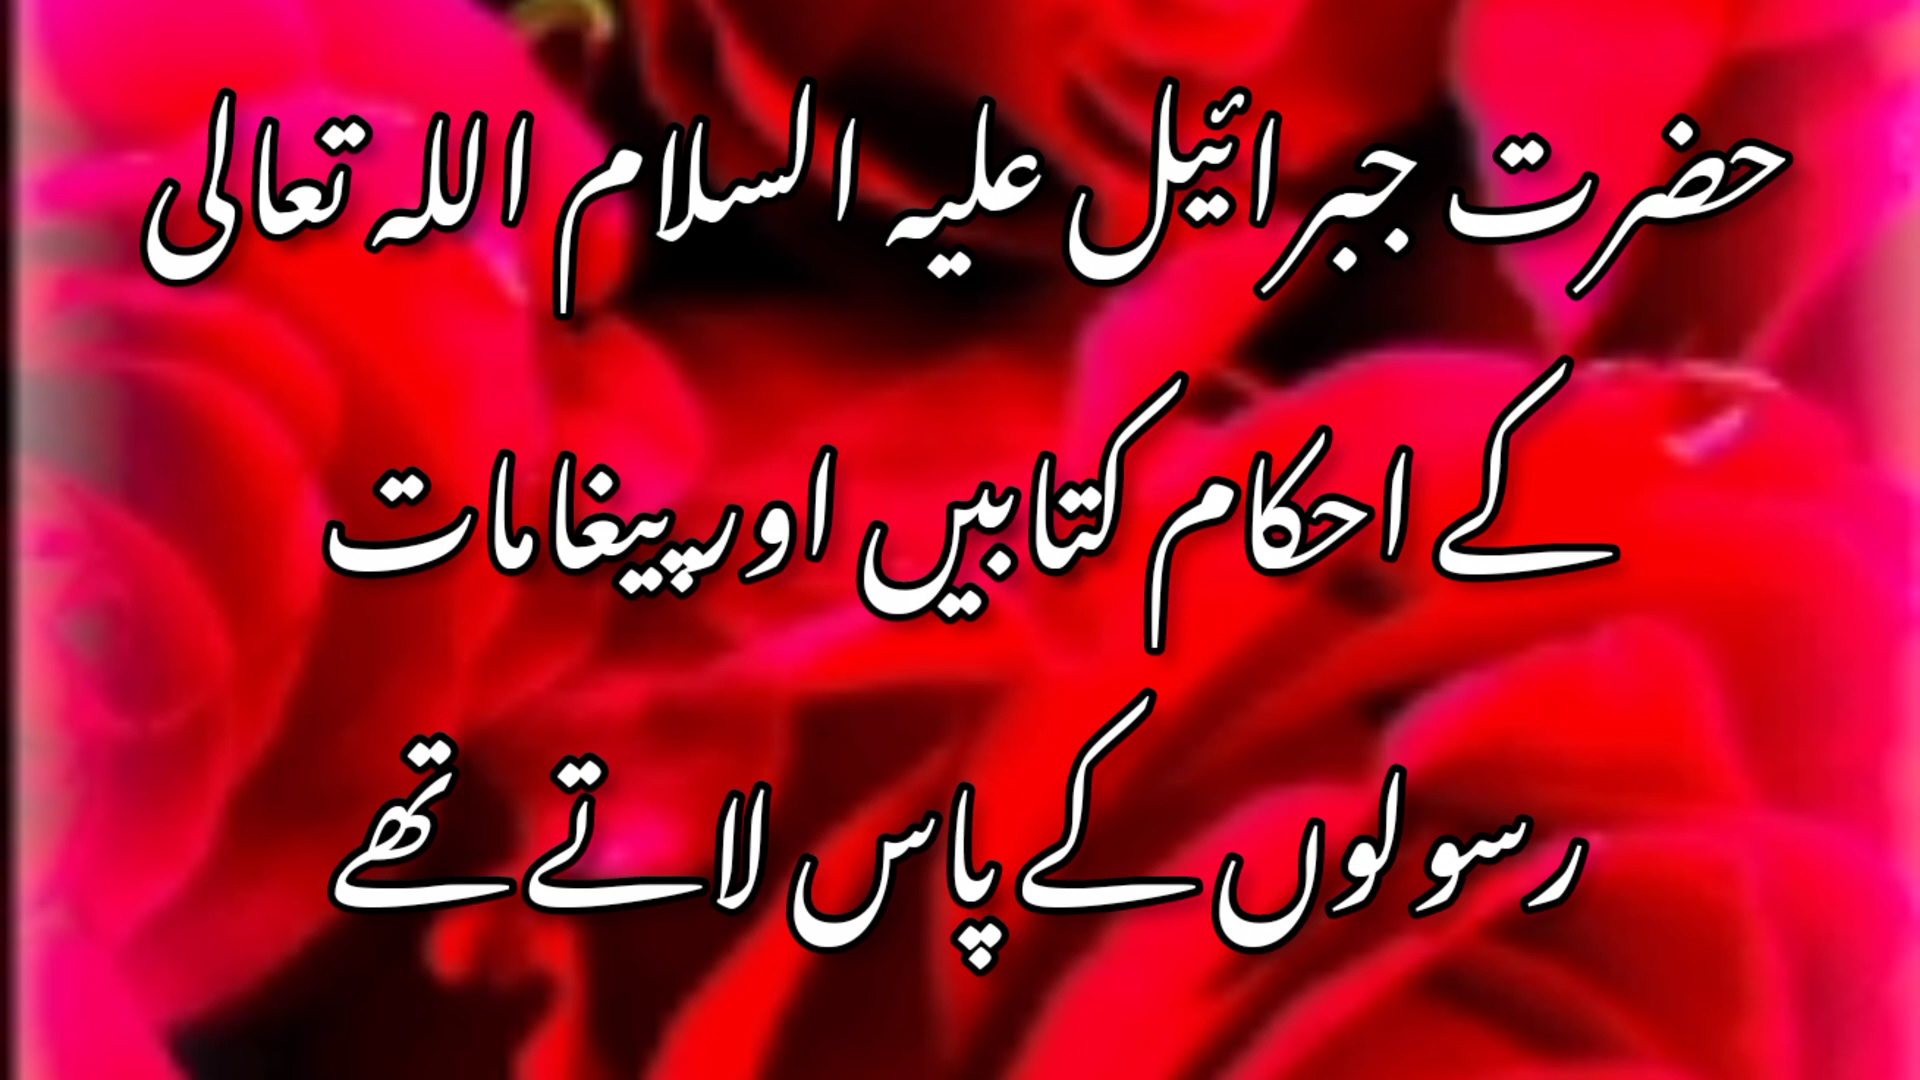 حضرت جبرائیل علیہ السلام اللہ تعالی
کے احکام کتابیں اور پیغامات
رسولوں کے پاس لاتے تھے